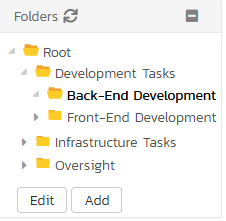 Folders
Root
Development Tasks
Back-End Development
Front-End Development
Infrastructure Tasks
Oversight
Edit Add